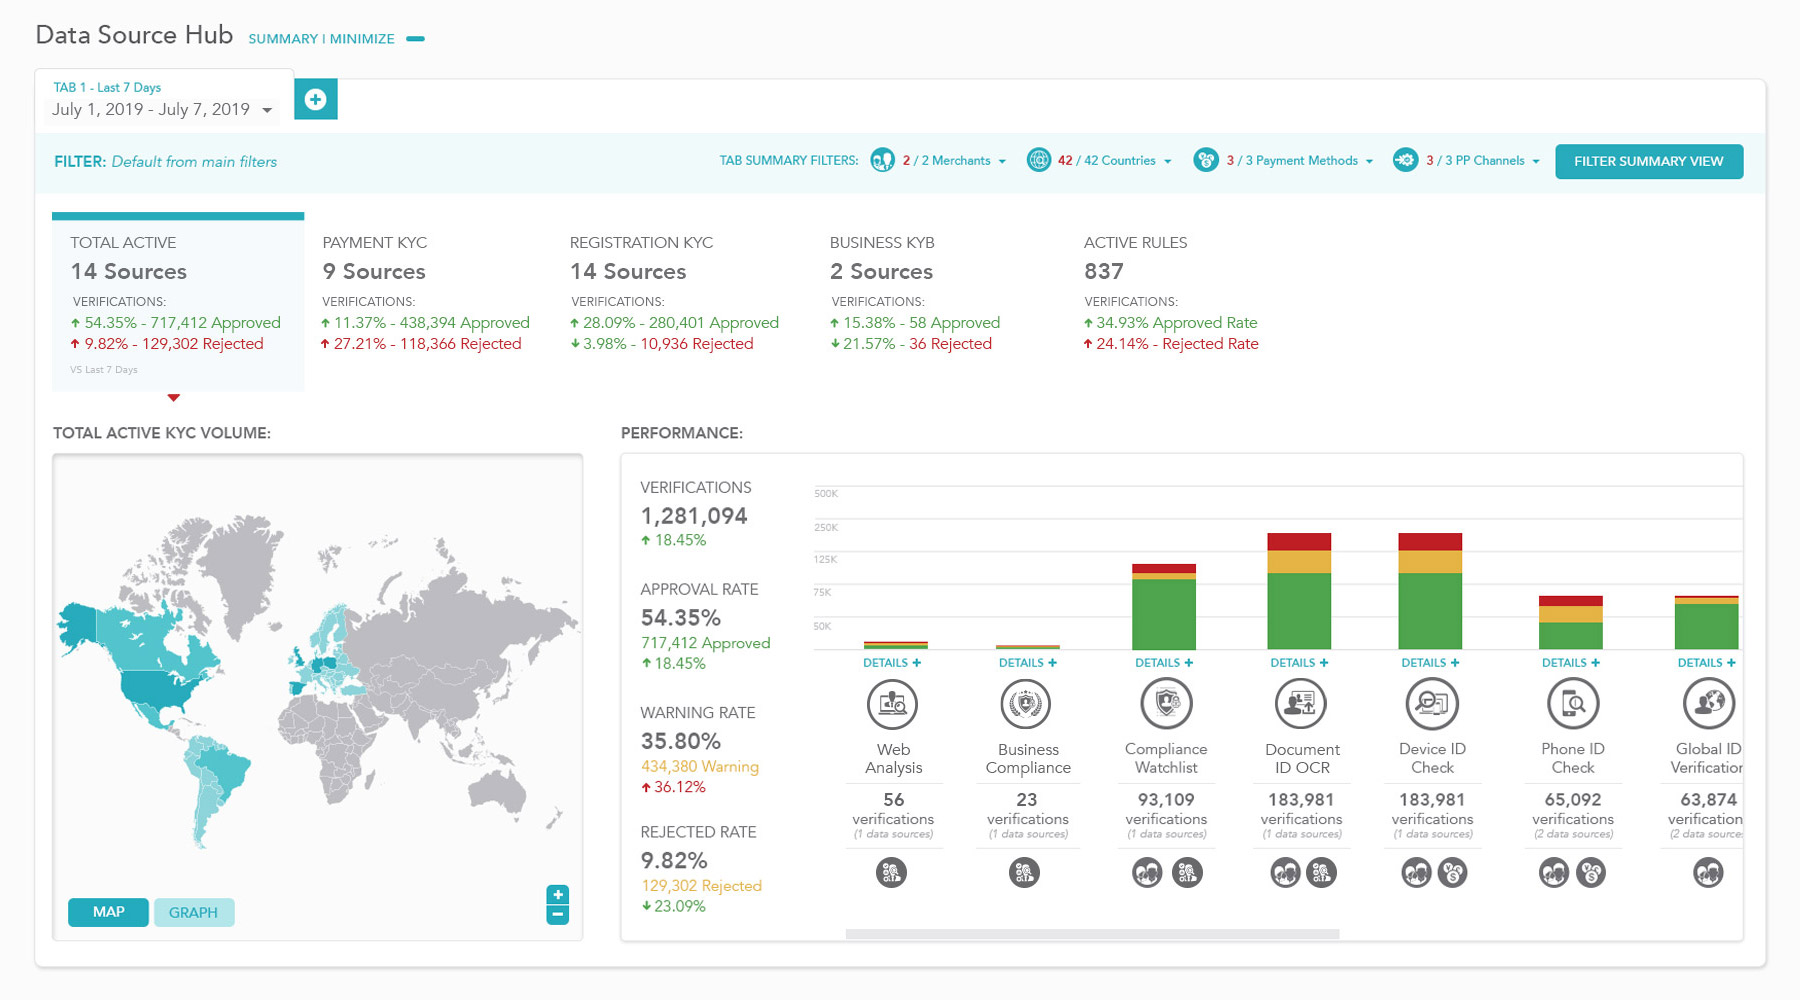 Data Source Hub SUMMARY | MINIMIZE
TAB 1 - Last 7 Days
July 1, 2019 - July 7, 2019
FILTER: Default from main filters
TAB SUMMARY FILTERS: 2 / 2 Merchants 42 / 42 Countries 3 / 3 Payment Methods 3 / 3 PP Channels FILTER SUMMARY VIEW
TOTAL ACTIVE
14 Sources
VERIFICATIONS:
54.35% - 717,412 Approved
9.82% - 129,302 Rejected
VS Last 7 Days
PAYMENT KYC
9 Sources
VERIFICATIONS:
11.37% - 438,394 Approved
27.21% - 118,366 Rejected
REGISTRATION KYC
14 Sources
VERIFICATIONS:
28.09% - 280,401 Approved
3.98% - 10,936 Rejected
BUSINESS KYB
2 Sources
VERIFICATIONS:
15.38% - 58 Approved
21.57% - 36 Rejected
ACTIVE RULES
837
VERIFICATIONS:
34.93% Approved Rate
24.14% - Rejected Rate
TOTAL ACTIVE KYC VOLUME:
MAP
GRAPH
PERFORMANCE:
VERIFICATIONS
1,281,094
18.45%
APPROVAL RATE
54.35%
717,412 Approved
18.45%
WARNING RATE
35.80%
434,380 Warning
36.12%
REJECTED RATE
9.82%
129,302 Rejected
23.09%
500K
250K
125K
75K
50K
DETAILS +
Web
Analysis
56
verifications
(1 data sources)
DETAILS +
Business
Compliance
23
verifications
(1 data sources)
DETAILS +
Compliance
Watchlist
93,109
verifications
(1 data sources)
DETAILS +
Document
ID OCR
183,981
verifications
(1 data sources)
DETAILS +
Device ID
Check
183,981
verifications
(1 data sources)
DETAILS +
Phone ID
Check
65,092
verifications
(2 data sources)
DETAILS +
Global ID
Verification
63,874
verification
(2 data source